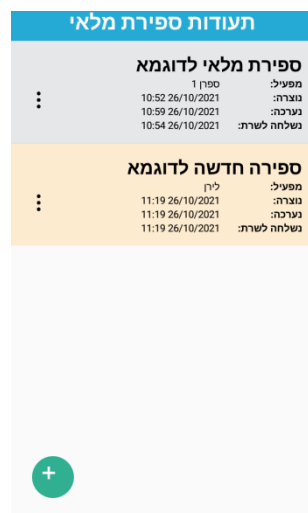 תעודות ספירת מלאי
ספירת מלאי לדוגמא
מפעיל: ספרן 1
נוצרה: 26/10/2021 10:52
נערכה: 26/10/2021 10:59
נשלחה לשרת: 26/10/2021 10:54
ספירה חדשה לדוגמא
מפעיל: לירן
נוצרה: 26/10/2021 11:19
נערכה: 26/10/2021 11:19
נשלחה לשרת: 26/10/2021 11:19